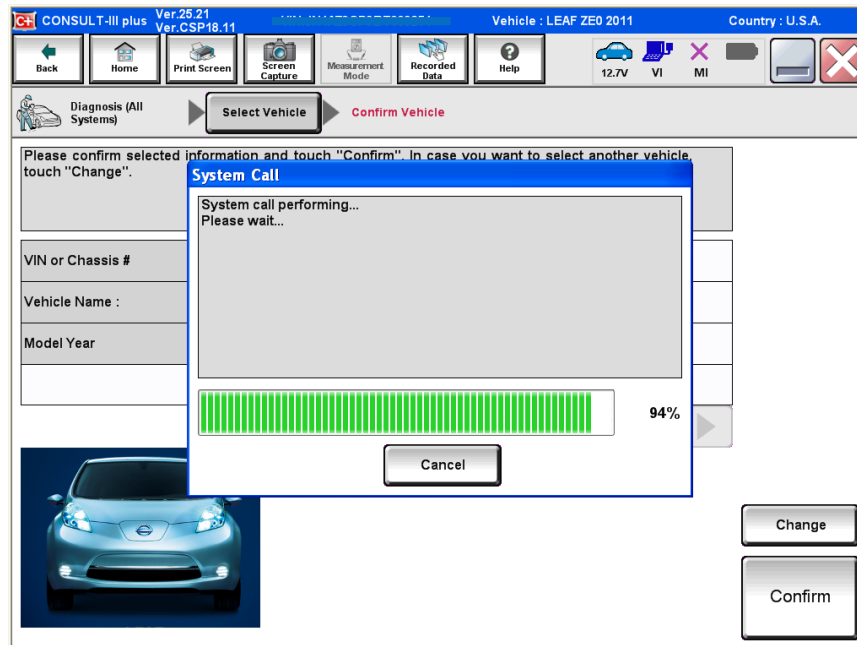 CONSULT-III plus Ver.25.21
Ver.CSP18.11
Vehicle : LEAF ZE0 2011
Country : U.S.A.
Back
Home
Print Screen
Screen
Capture
Measurement
Mode
Recorded
Data
Help
12.7V
VI
MI
Diagnosis (All
Systems)
Select Vehicle
Confirm Vehicle
Please confirm selected information and touch "Confirm". In case you want to select another vehicle,
touch "Change".
System Call
System call performing...
Please wait...
VIN or Chassis #
Vehicle Name :
Model Year
94%
Cancel
Change
Confirm